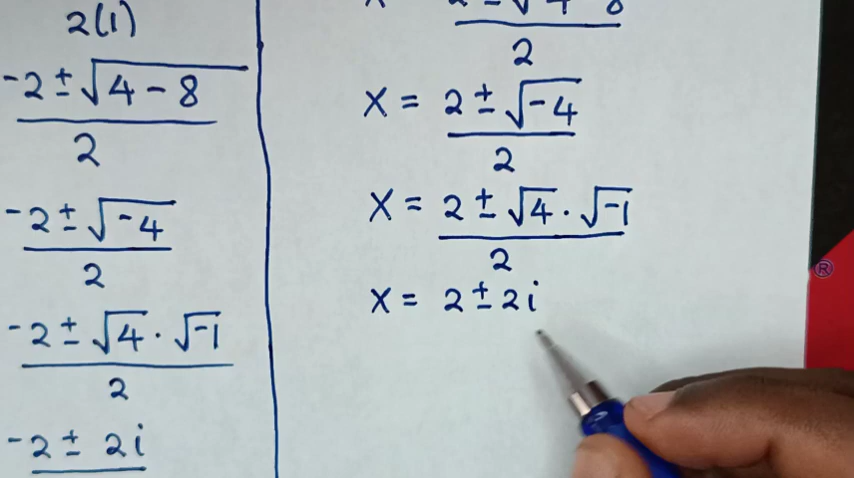 2(1)
-2 ± √4 - 8
2
-2 ± √-4
2
-2 ± √4 · √-1
2
-2 ± 2i
2
x = 2 ± √-4
2
x = 2 ± √4 · √-1
2
x = 2 ± 2i
®